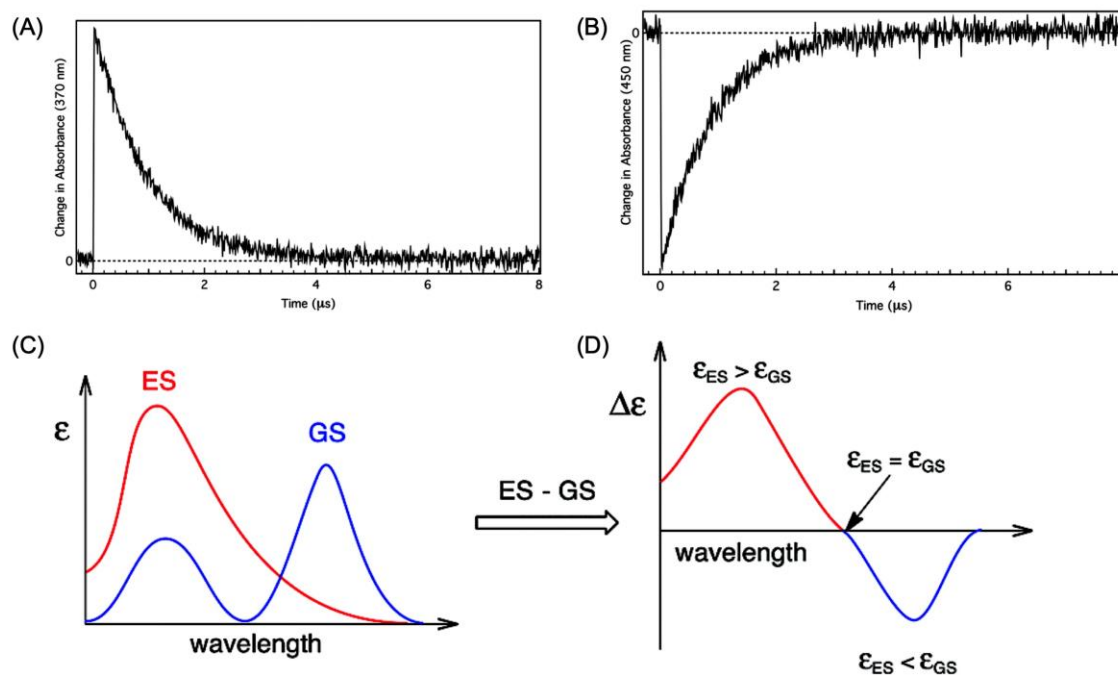 (A)
Change in Absorbance (370 nm)
0
0 2 4 6 8
Time (μs)
(B)
0
Change in Absorbance (450 nm)
0 2 4 6
Time (μs)
(C)
ε
ES
GS
wavelength
ES - GS
(D)
Δε
εES > εGS
εES = εGS
wavelength
εES < εGS